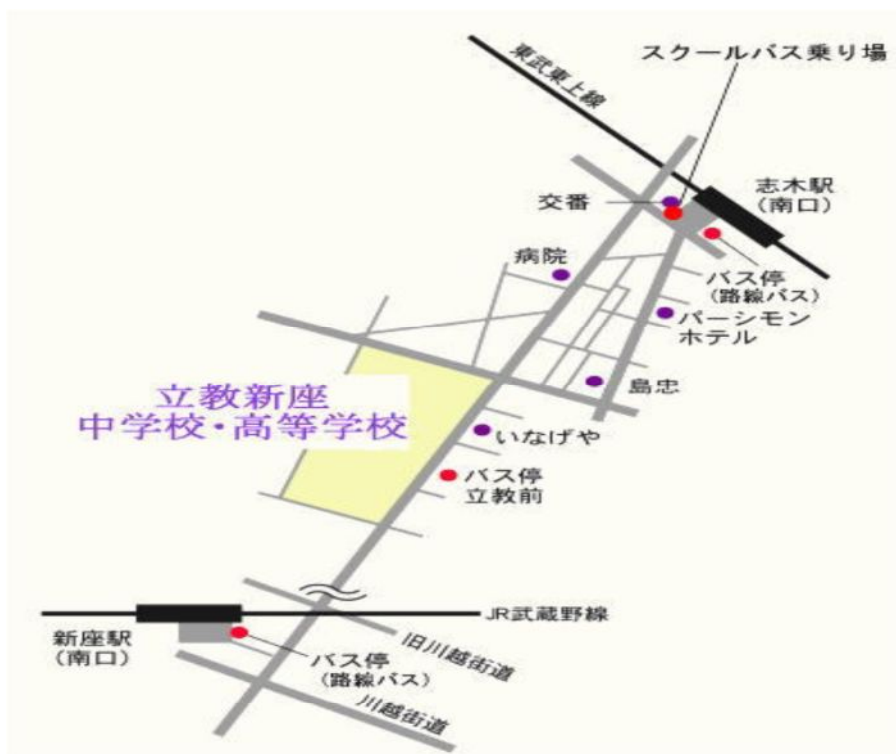 東武東上線
スクールバス乗り場
志木駅
(南口)
交番
病院
バス停
(路線バス)
パーシモン
ホテル
立教新座
中学校・高等学校
島忠
いなげや
バス停
立教前
JR武蔵野線
新座駅
(南口)
バス停
(路線バス)
旧川越街道
川越街道